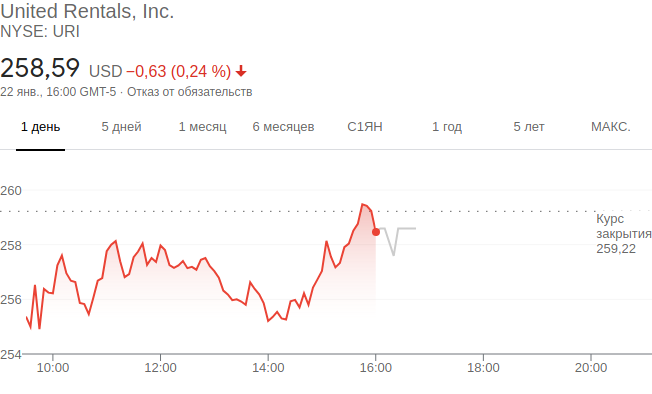 United Rentals, Inc.
NYSE: URI
258,59 USD −0,63 (0,24 %)
22 янв., 16:00 GMT-5 · Отказ от обязательств
1 день 5 дней 1 месяц 6 месяцев С1ЯН 1 год 5 лет МАКС.
260
Курс
закрытия
258
259,22
256
254
10:00 12:00 14:00 16:00 18:00 20:00